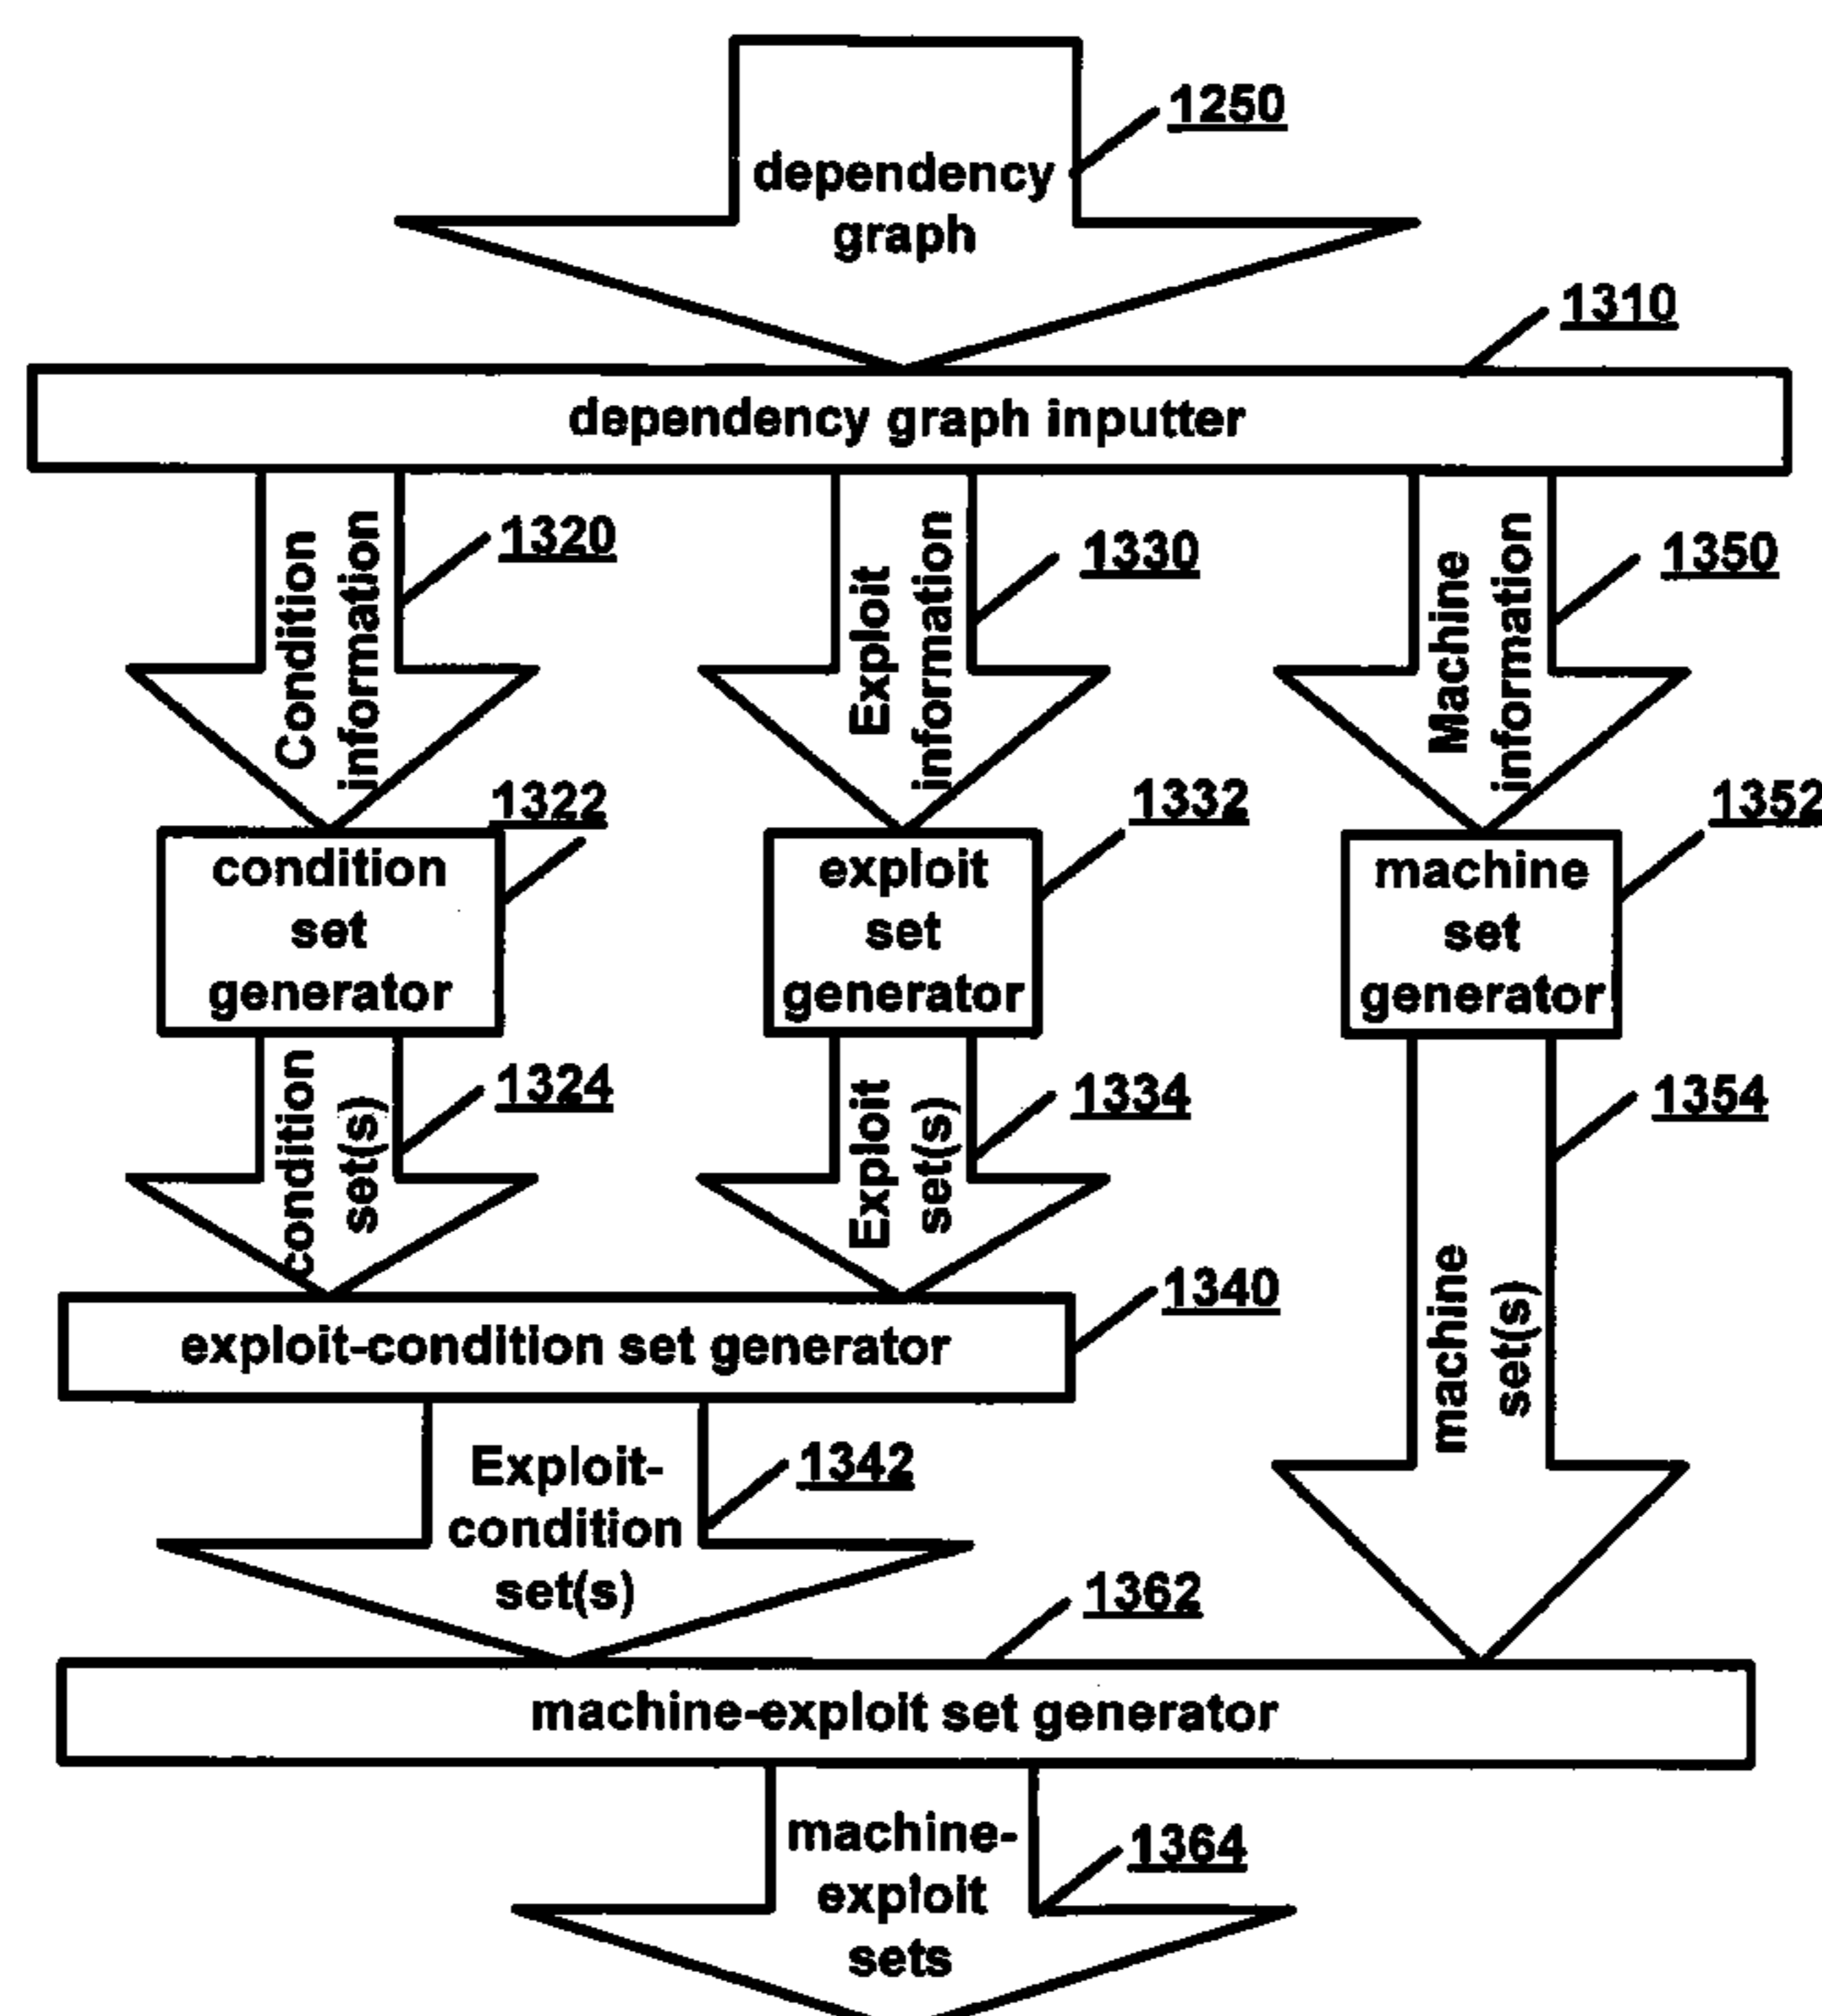 1250
dependency
graph
1310
dependency graph inputter
Condition
information
1320
Exploit
information
1330
Machine
information
1350
1322
1332
1352
condition
set
generator
exploit
set
generator
machine
set
generator
condition
set(s)
1324
Exploit
set(s)
1334
machine
set(s)
1354
1340
exploit-condition set generator
Exploit-
condition
set(s)
1342
1362
machine-exploit set generator
machine-
exploit
sets
1364